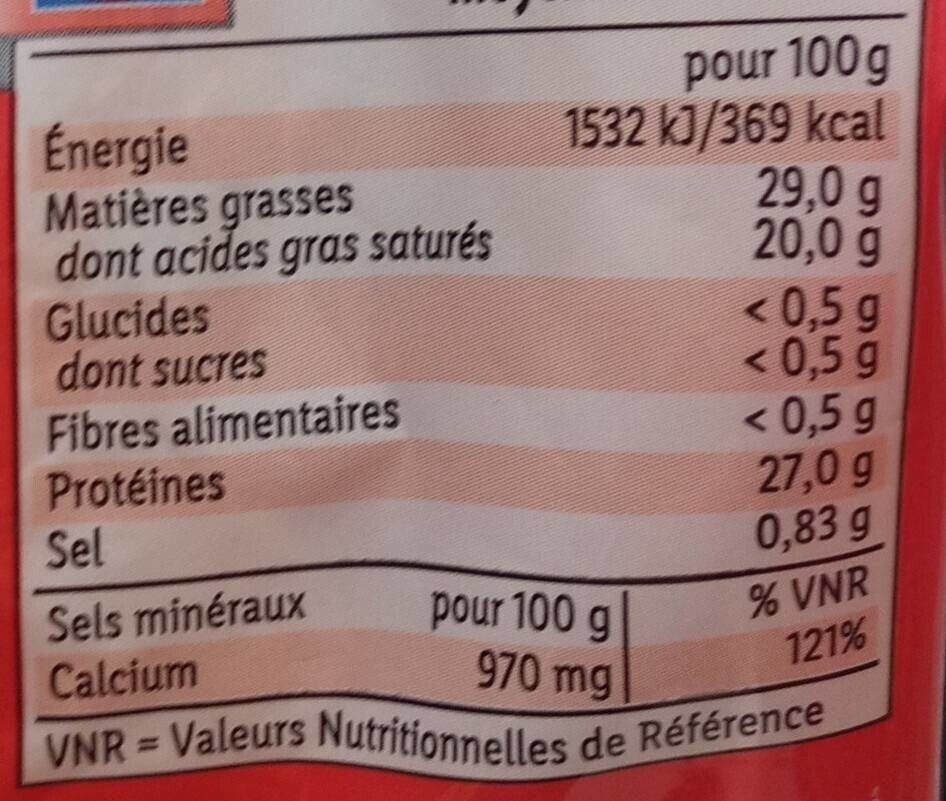 pour 100 g
Énergie 1532 kJ/369 kcal
Matières grasses 29,0 g
dont acides gras saturés 20,0 g
Glucides < 0,5 g
dont sucres < 0,5 g
Fibres alimentaires < 0,5 g
Protéines 27,0 g
Sel 0,83 g
Sels minéraux pour 100 g % VNR
Calcium 970 mg 121%
VNR = Valeurs Nutritionnelles de Référence